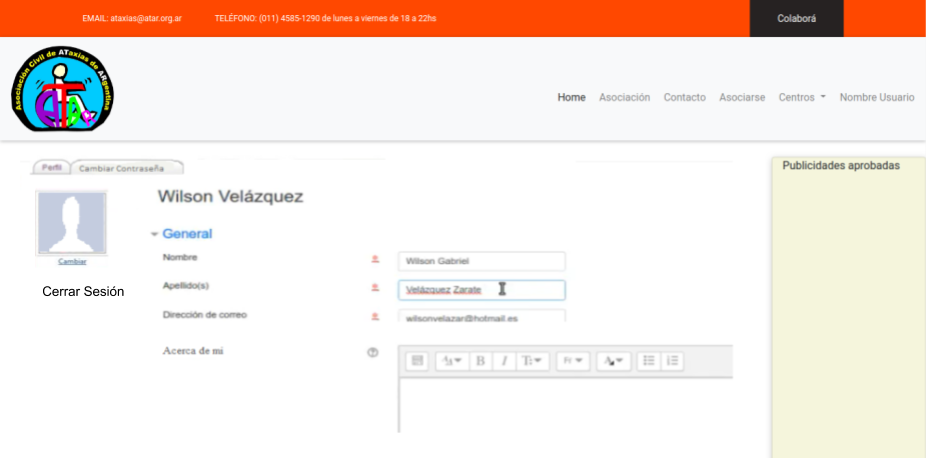 EMAIL: ataxias@atar.org.ar TELÉFONO: (011) 4585-1290 de lunes a viernes de 18 a 22hs Colaborá
Asociación Civil de ATaxias de ARgentina
Home Asociación Contacto Asociarse Centros Nombre Usuario
Perfil Cambiar Contraseña
Publicidades aprobadas
Wilson Velázquez
General
Cambiar
Nombre Wilson Gabriel
Cerrar Sesión
Apellido(s) Velázquez Zarate
Dirección de correo wilsonvelazar@hotmail.es
Acerca de mi
B I